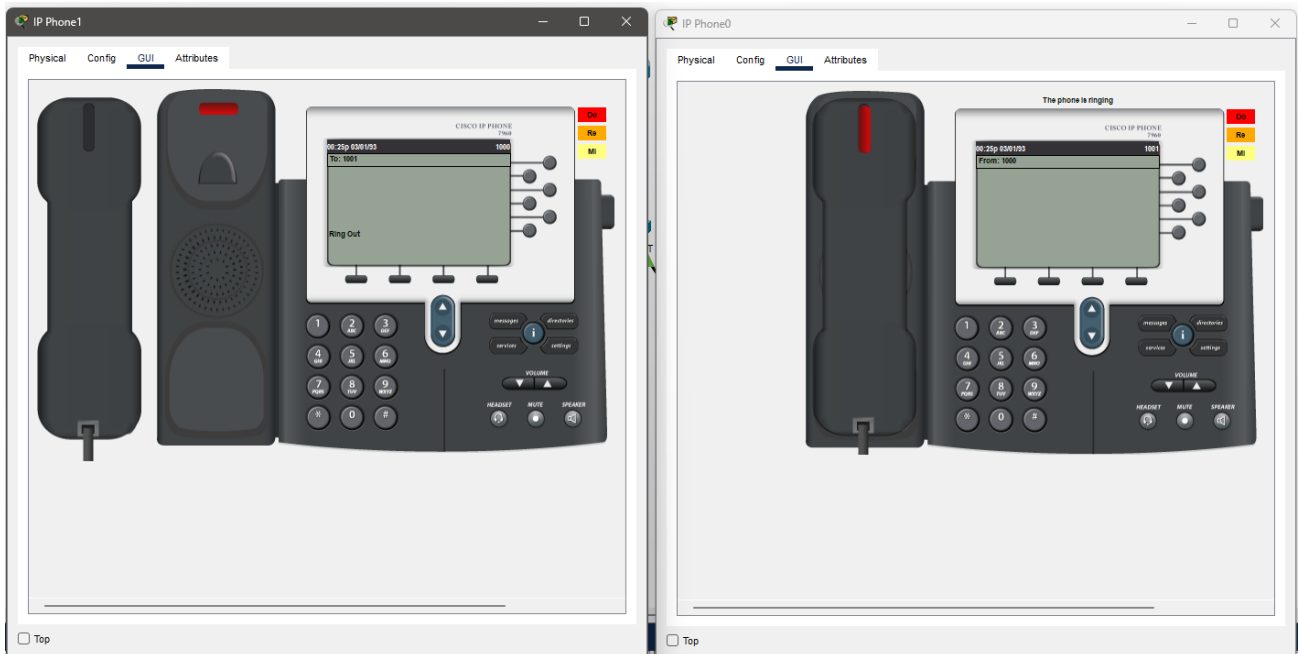 IP Phone1
Physical Config GUI Attributes
CISCO IP PHONE
7960
Do
Re
Mi
00:25p 03/01/93 1000
To: 1001
Ring Out
messages directories
i
services settings
1 2 ABC 3 DEF
4 GHI 5 JKL 6 MNO
7 PQRS 8 TUV 9 WXYZ
* 0 #
VOLUME
HEADSET MUTE SPEAKER
Top
IP Phone0
Physical Config GUI Attributes
The phone is ringing
CISCO IP PHONE
7960
Do
Re
Mi
00:25p 03/01/93 1001
From: 1000
messages directories
i
services settings
1 2 ABC 3 DEF
4 GHI 5 JKL 6 MNO
7 PQRS 8 TUV 9 WXYZ
* 0 #
VOLUME
HEADSET MUTE SPEAKER
Top
T